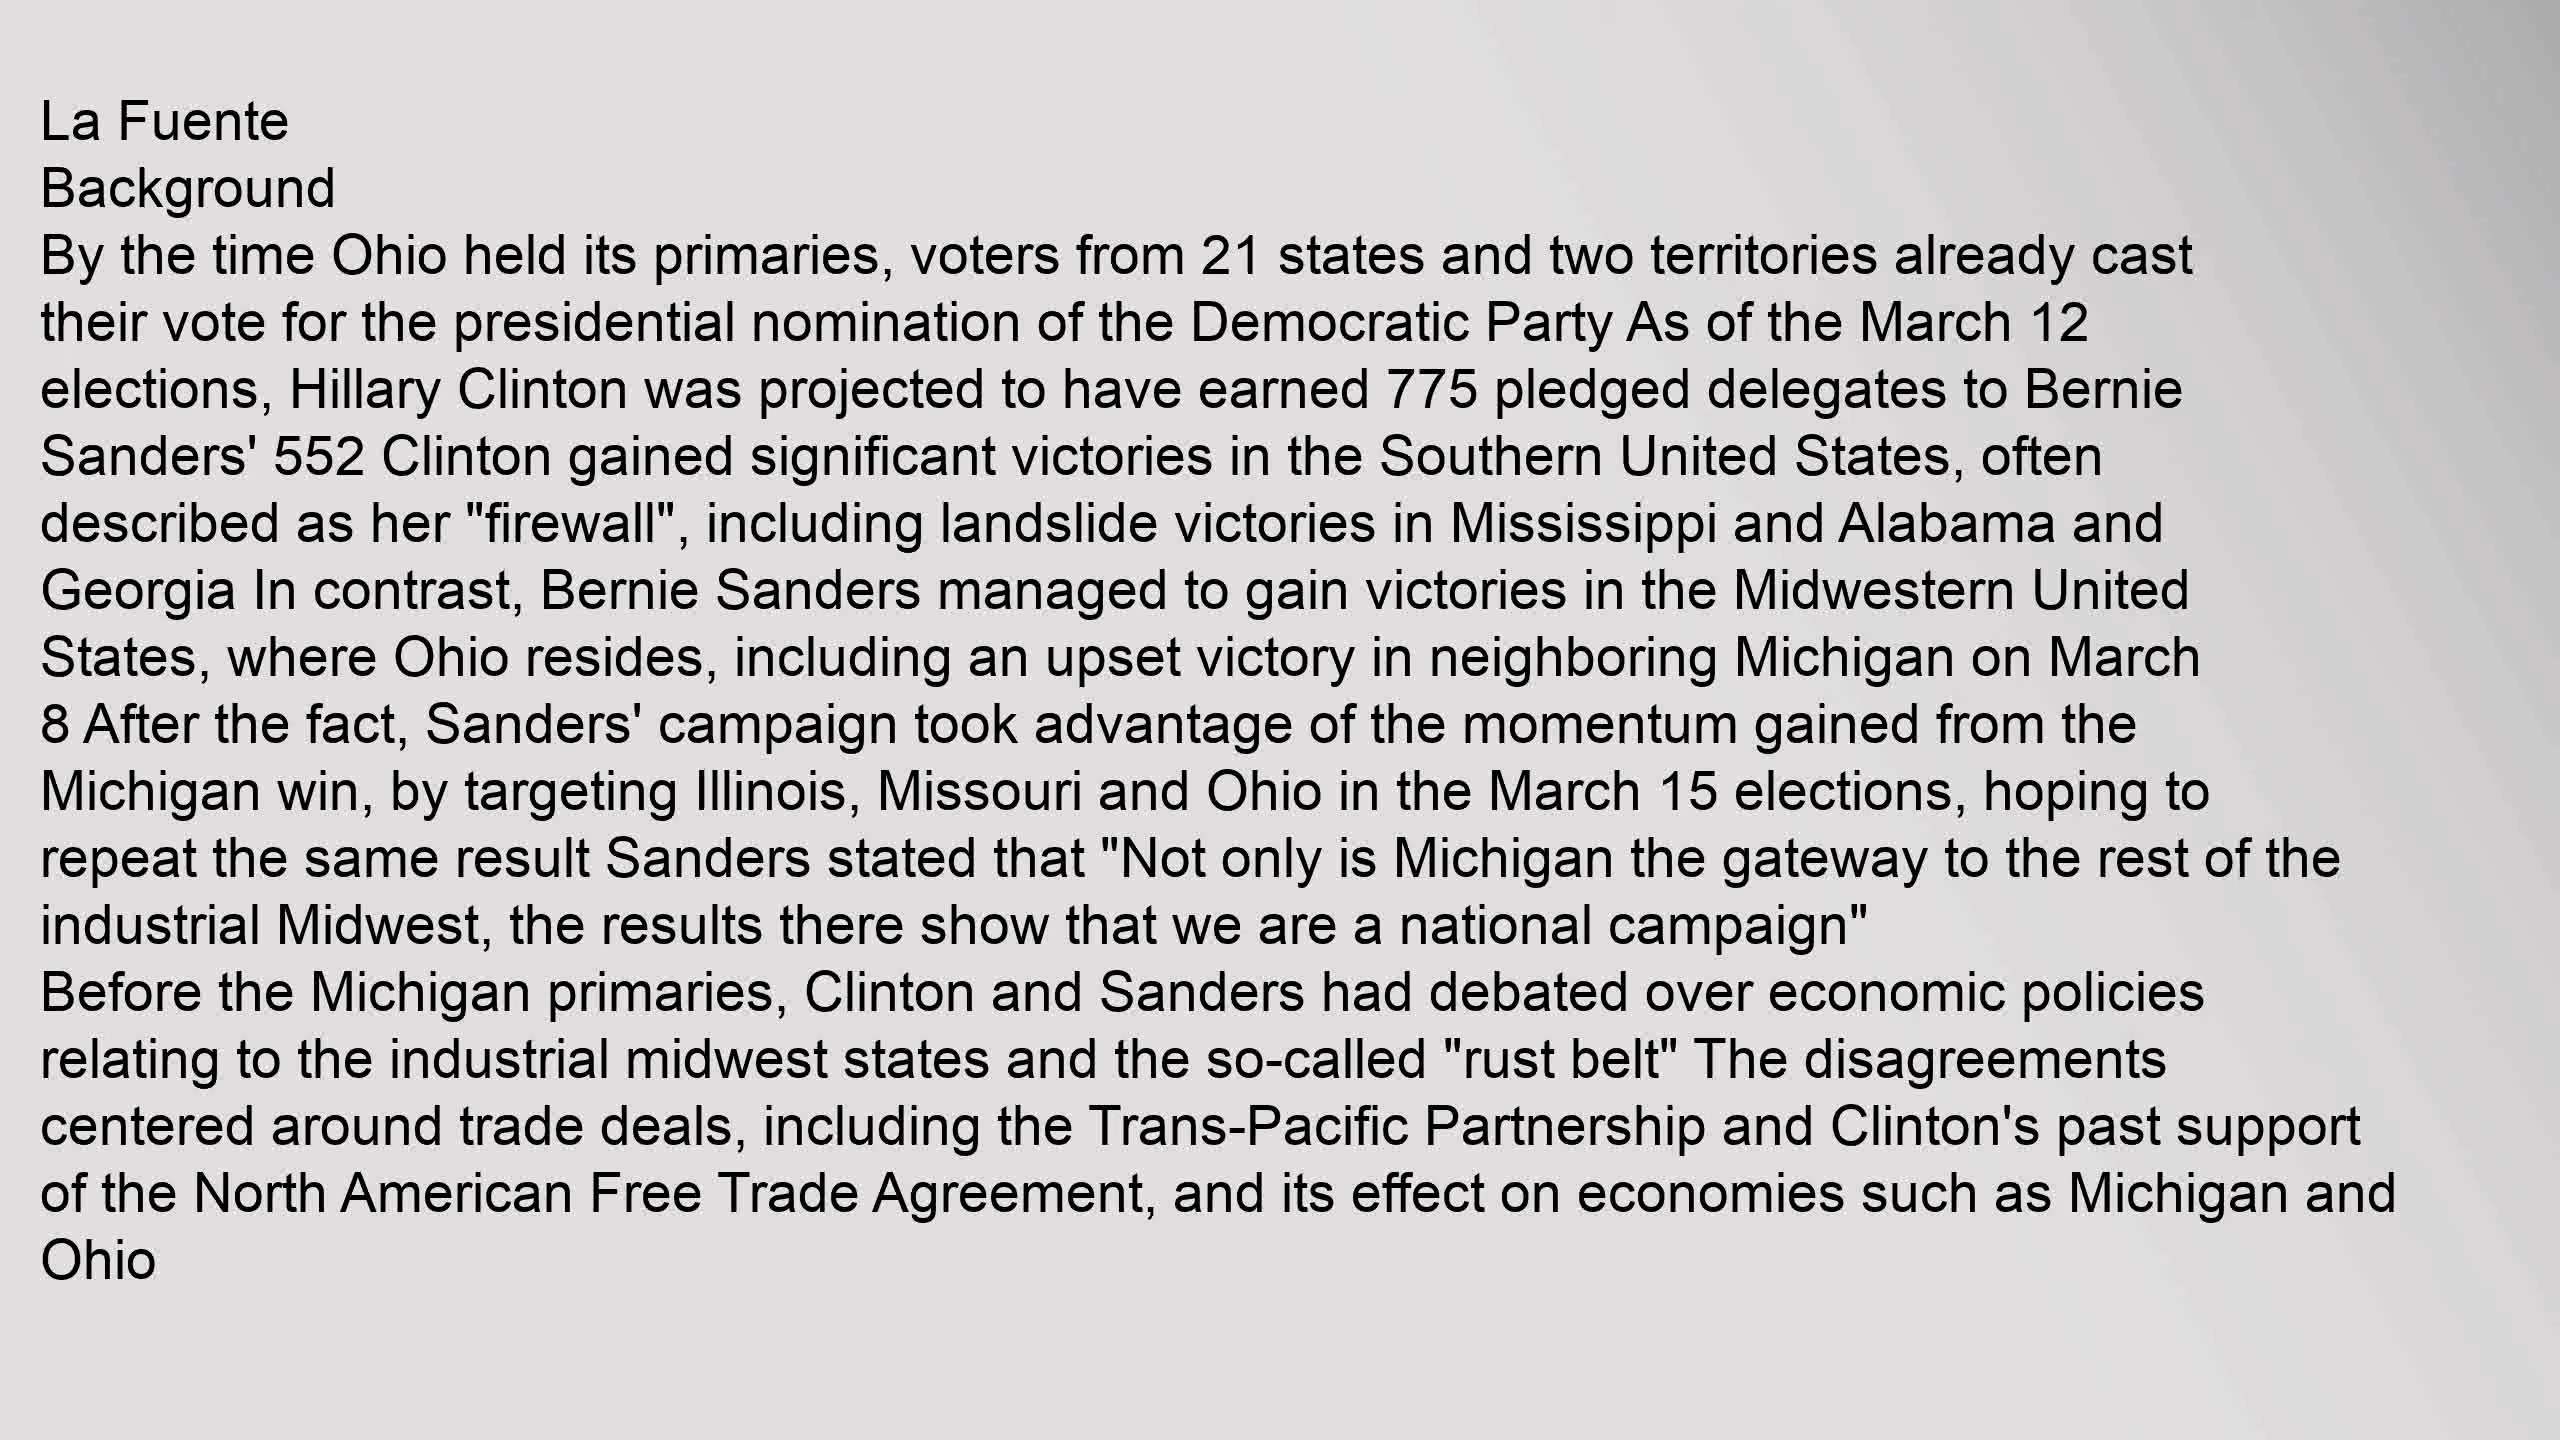 La Fuente
Background
By the time Ohio held its primaries, voters from 21 states and two territories already cast
their vote for the presidential nomination of the Democratic Party As of the March 12
elections, Hillary Clinton was projected to have earned 775 pledged delegates to Bernie
Sanders' 552 Clinton gained significant victories in the Southern United States, often
described as her "firewall", including landslide victories in Mississippi and Alabama and
Georgia In contrast, Bernie Sanders managed to gain victories in the Midwestern United
States, where Ohio resides, including an upset victory in neighboring Michigan on March
8 After the fact, Sanders' campaign took advantage of the momentum gained from the
Michigan win, by targeting Illinois, Missouri and Ohio in the March 15 elections, hoping to
repeat the same result Sanders stated that "Not only is Michigan the gateway to the rest of the
industrial Midwest, the results there show that we are a national campaign"
Before the Michigan primaries, Clinton and Sanders had debated over economic policies
relating to the industrial midwest states and the so-called "rust belt" The disagreements
centered around trade deals, including the Trans-Pacific Partnership and Clinton's past support
of the North American Free Trade Agreement, and its effect on economies such as Michigan and
Ohio